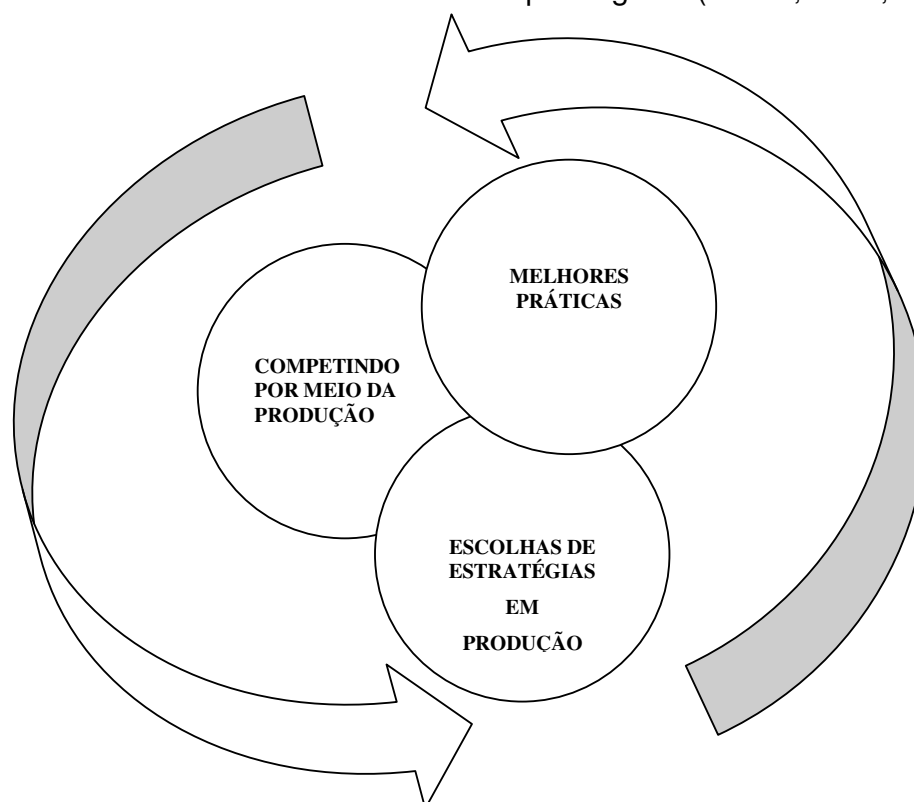 MELHORES
PRÁTICAS
COMPETINDO
POR MEIO DA
PRODUÇÃO
ESCOLHAS DE
ESTRATÉGIAS
EM
PRODUÇÃO